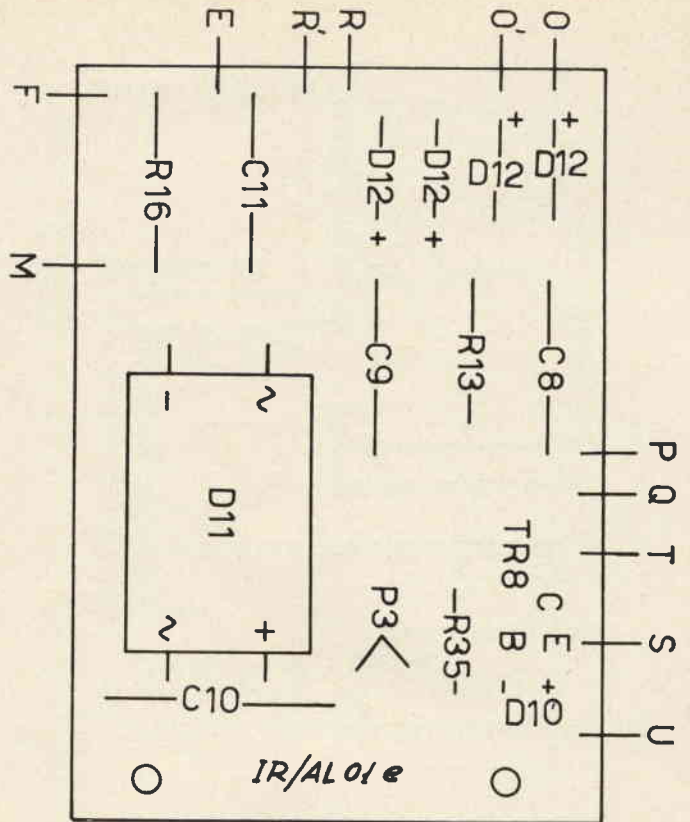 E
R'
R
O'
O
F
M
-R16-
C11
-D12-+
-D12-+
+
D12
+
D12
C9
R13-
C8
P
Q
T
S
U
- ~
D11
~ +
C10
P3
-R35-
TR8
C
B E
- +
D10
IR/AL 01 e